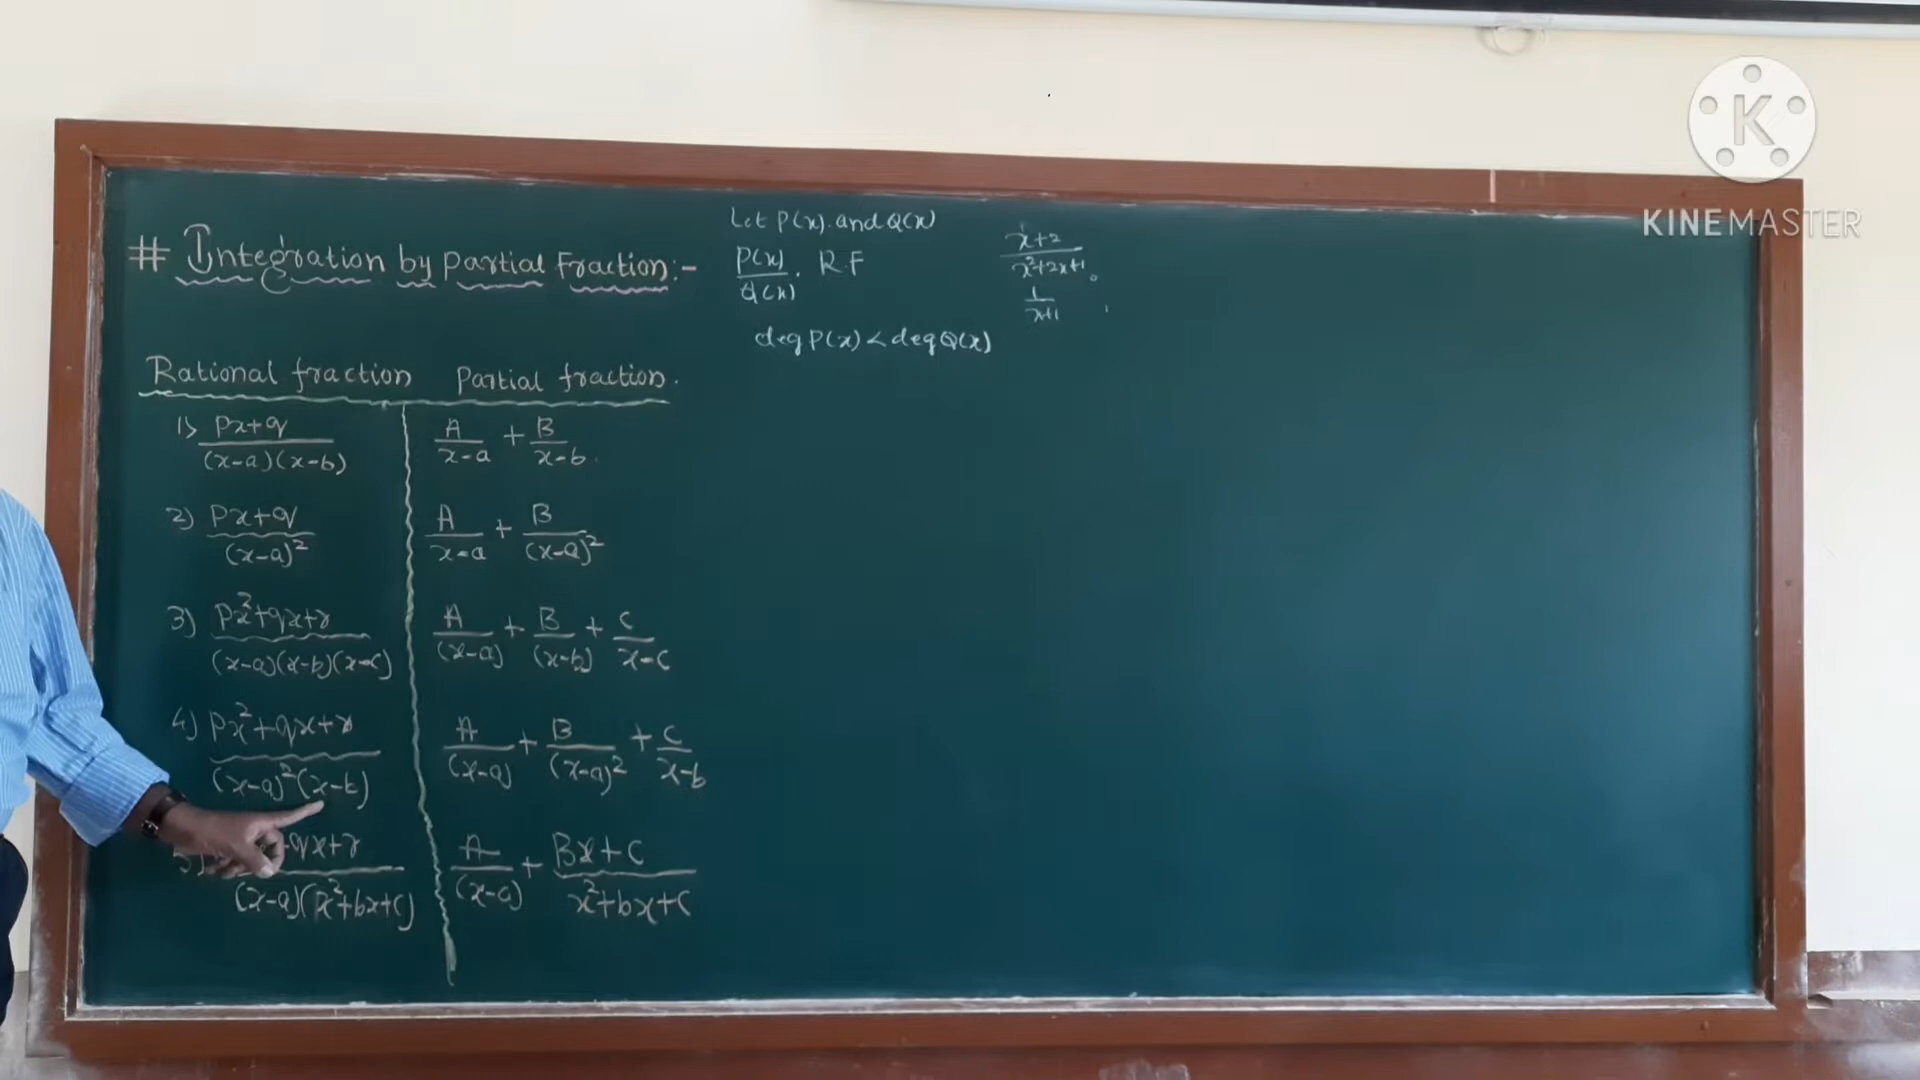 # Integration by Partial Fraction:-
Let P(x) and Q(x)
P(x)/Q(x) . R.F
deg P(x) < deg Q(x)
x+2/x²+2x+1
1/x+1
Rational fraction Partial fraction.
1) Px+q/(x-a)(x-b) A/x-a + B/x-b
2) Px+q/(x-a)² A/x-a + B/(x-a)²
3) Px²+qx+r/(x-a)(x-b)(x-c) A/(x-a) + B/(x-b) + C/x-c
4) Px²+qx+r/(x-a)²(x-b) A/(x-a) + B/(x-a)² + C/x-b
5) +qx+r/(x-a)(x²+bx+c) A/(x-a) + Bx+C/x²+bx+c
K
KINEMASTER